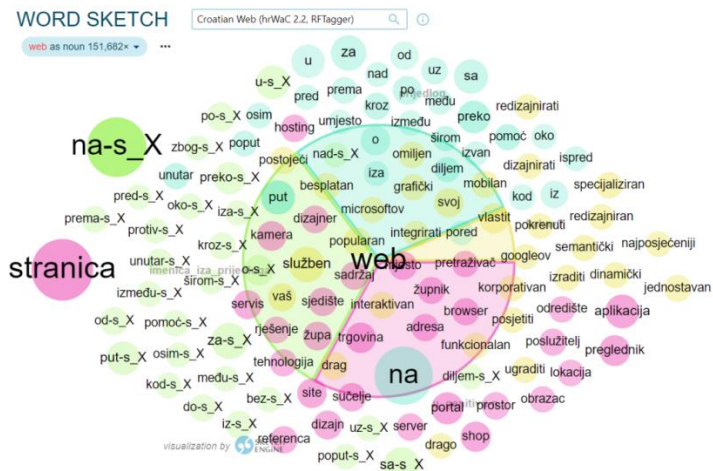 WORD SKETCH
Croatian Web (hrWaC 2.2, RFTagger)
web as noun 151,682×
u
za
od
nad
uz
sa
u-s_X
pred
prema
po
prijedlog
kroz
među
po-s_X
osim
hosting
umjesto
između
preko
redizajnirati
na-s_X
zbog-s_X
poput
postojeći
nad-s_X
o
omiljen
širom
izvan
pomoć
oko
unutar
preko-s_X
besplatan
iza
grafički
diljem
mobilan
dizajnirati
ispred
pred-s_X
oko-s_X
iza-s_X
put
dizajner
microsoftov
svoj
vlastit
kod
iz
specijaliziran
prema-s_X
protiv-s_X
kamera
popularan
integrirati
pored
pokrenuti
redizajniran
kroz-s_X
googleov
semantički
najposjećeniji
stranica
unutar-s_X
širom-s_X
o-s_X
služben
sadržaj
web
mjesto
pretraživač
izraditi
dinamički
između-s_X
servis
vaš
sjedište
interaktivan
župnik
korporativan
jednostavan
od-s_X
pomoć-s_X
za-s_X
rješenje
župa
trgovina
adresa
browser
posjetiti
odredište
aplikacija
put-s_X
osim-s_X
tehnologija
drag
funkcionalan
poslužitelj
preglednik
kod-s_X
među-s_X
na
diljem-s_X
ugraditi
lokacija
do-s_X
bez-s_X
site
sučelje
portal
prostor
obrazac
iz-s_X
referenca
dizajn
uz-s_X
server
drago
shop
visualization by SKETCH
ENGINE
poput-s_X
sa-s_X